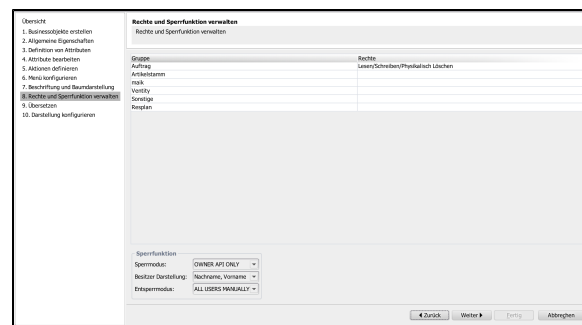 Übersicht
1. Businessobjekte erstellen
2. Allgemeine Eigenschaften
3. Definition von Attributen
4. Attribute bearbeiten
5. Aktionen definieren
6. Menü konfigurieren
7. Beschriftung und Baumdarstellung
8. Rechte und Sperrfunktion verwalten
9. Übersetzen
10. Darstellung konfigurieren
Rechte und Sperrfunktion verwalten
Rechte und Sperrfunktion verwalten
Gruppe Rechte
Auftrag Lesen/Schreiben/Physikalisch Löschen
Artikelstamm
maik
Ventity
Sonstige
Resplan
Sperrfunktion
Sperrmodus: OWNER API ONLY
Besitzer Darstellung: Nachname, Vorname
Entsperrmodus: ALL USERS MANUALLY
Zurück Weiter Fertig Abbrechen